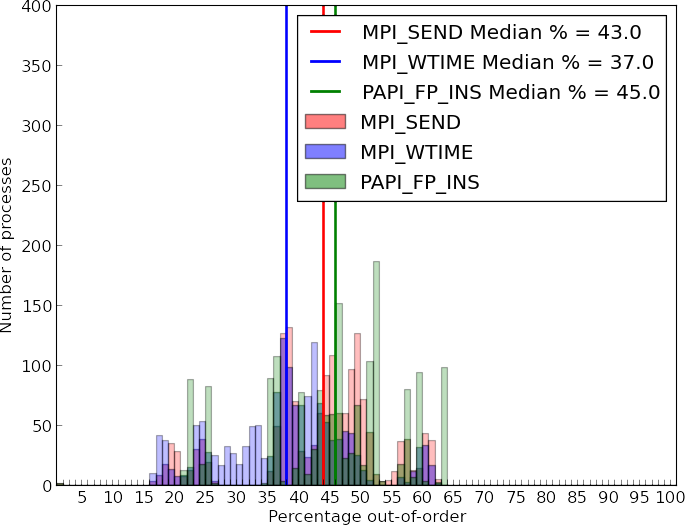 400
350
300
250
200
150
100
50
0
Number of processes
MPI_SEND Median % = 43.0
MPI_WTIME Median % = 37.0
PAPI_FP_INS Median % = 45.0
MPI_SEND
MPI_WTIME
PAPI_FP_INS
5 10 15 20 25 30 35 40 45 50 55 60 65 70 75 80 85 90 95 100
Percentage out-of-order